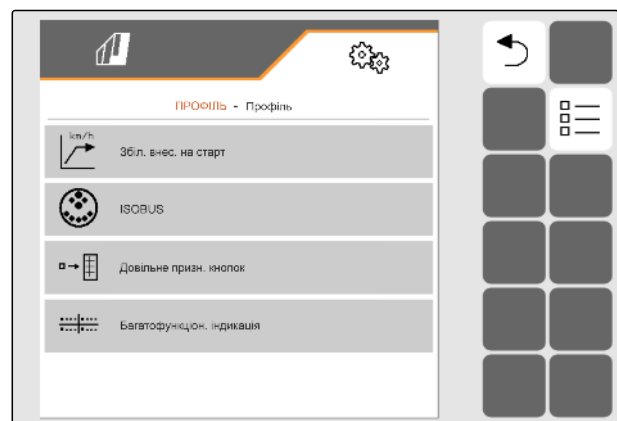 ПРОФІЛЬ - Профіль
km/h
Збіл. внес. на старт
ISOBUS
Довільне призн. кнопок
Багатофункціон. індикація